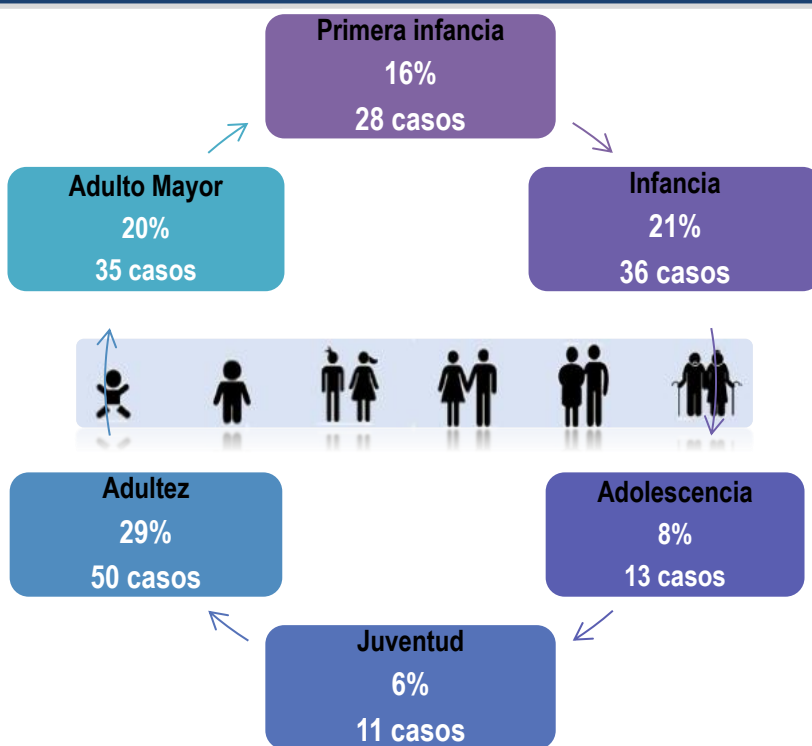 Primera infancia
16%
28 casos
Infancia
21%
36 casos
Adolescencia
8%
13 casos
Juventud
6%
11 casos
Adultez
29%
50 casos
Adulto Mayor
20%
35 casos